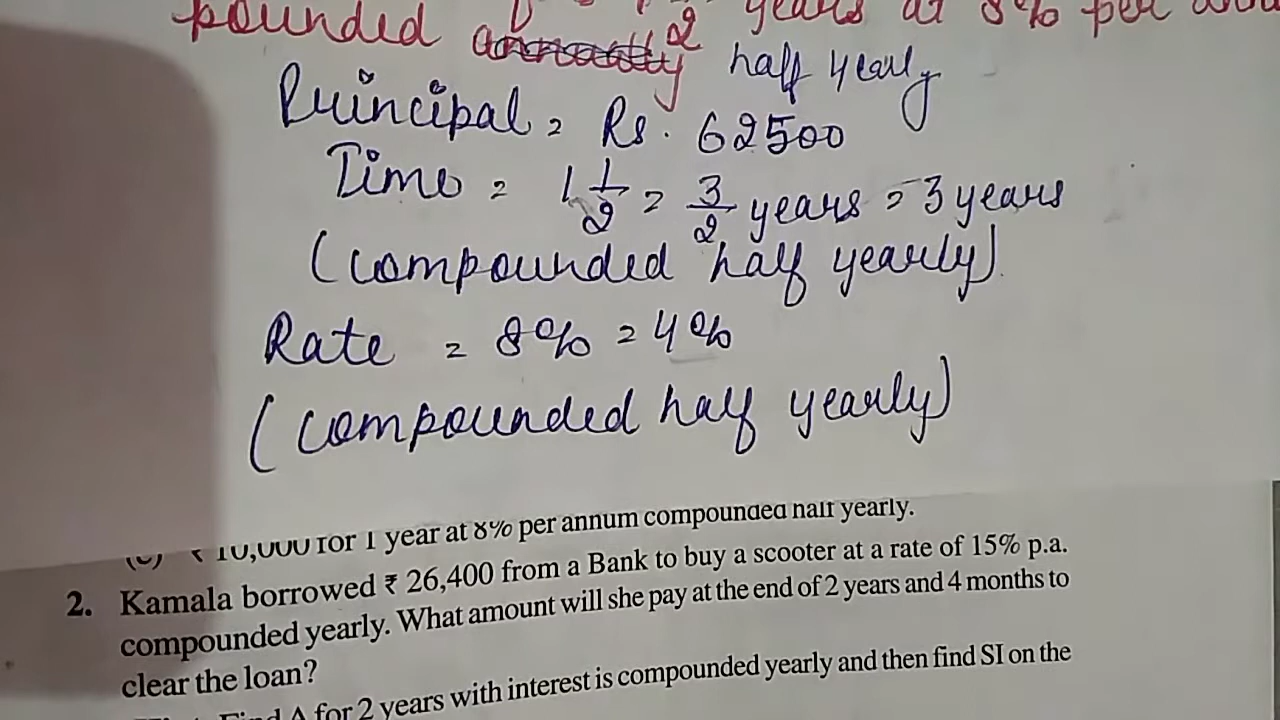 pounded annually years at 8% per
2
half yearly
Principal = Rs. 62500
Time = 1 1/2 = 3/2 years = 3 years
(compounded half yearly)
Rate = 8% = 4%
(compounded half yearly)
(c) ₹ 10,000 for 1 year at 8% per annum compounded half yearly.
2. Kamala borrowed ₹ 26,400 from a Bank to buy a scooter at a rate of 15% p.a.
compounded yearly. What amount will she pay at the end of 2 years and 4 months to
clear the loan?
Find A for 2 years with interest is compounded yearly and then find SI on the